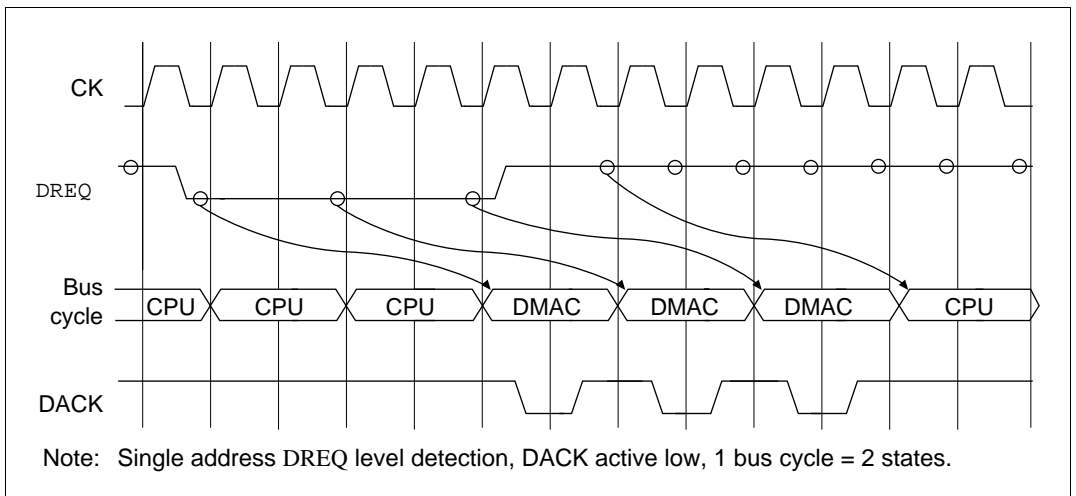 CK
DREQ
Bus
cycle
CPU CPU CPU DMAC DMAC DMAC CPU
DACK
Note: Single address DREQ level detection, DACK active low, 1 bus cycle = 2 states.